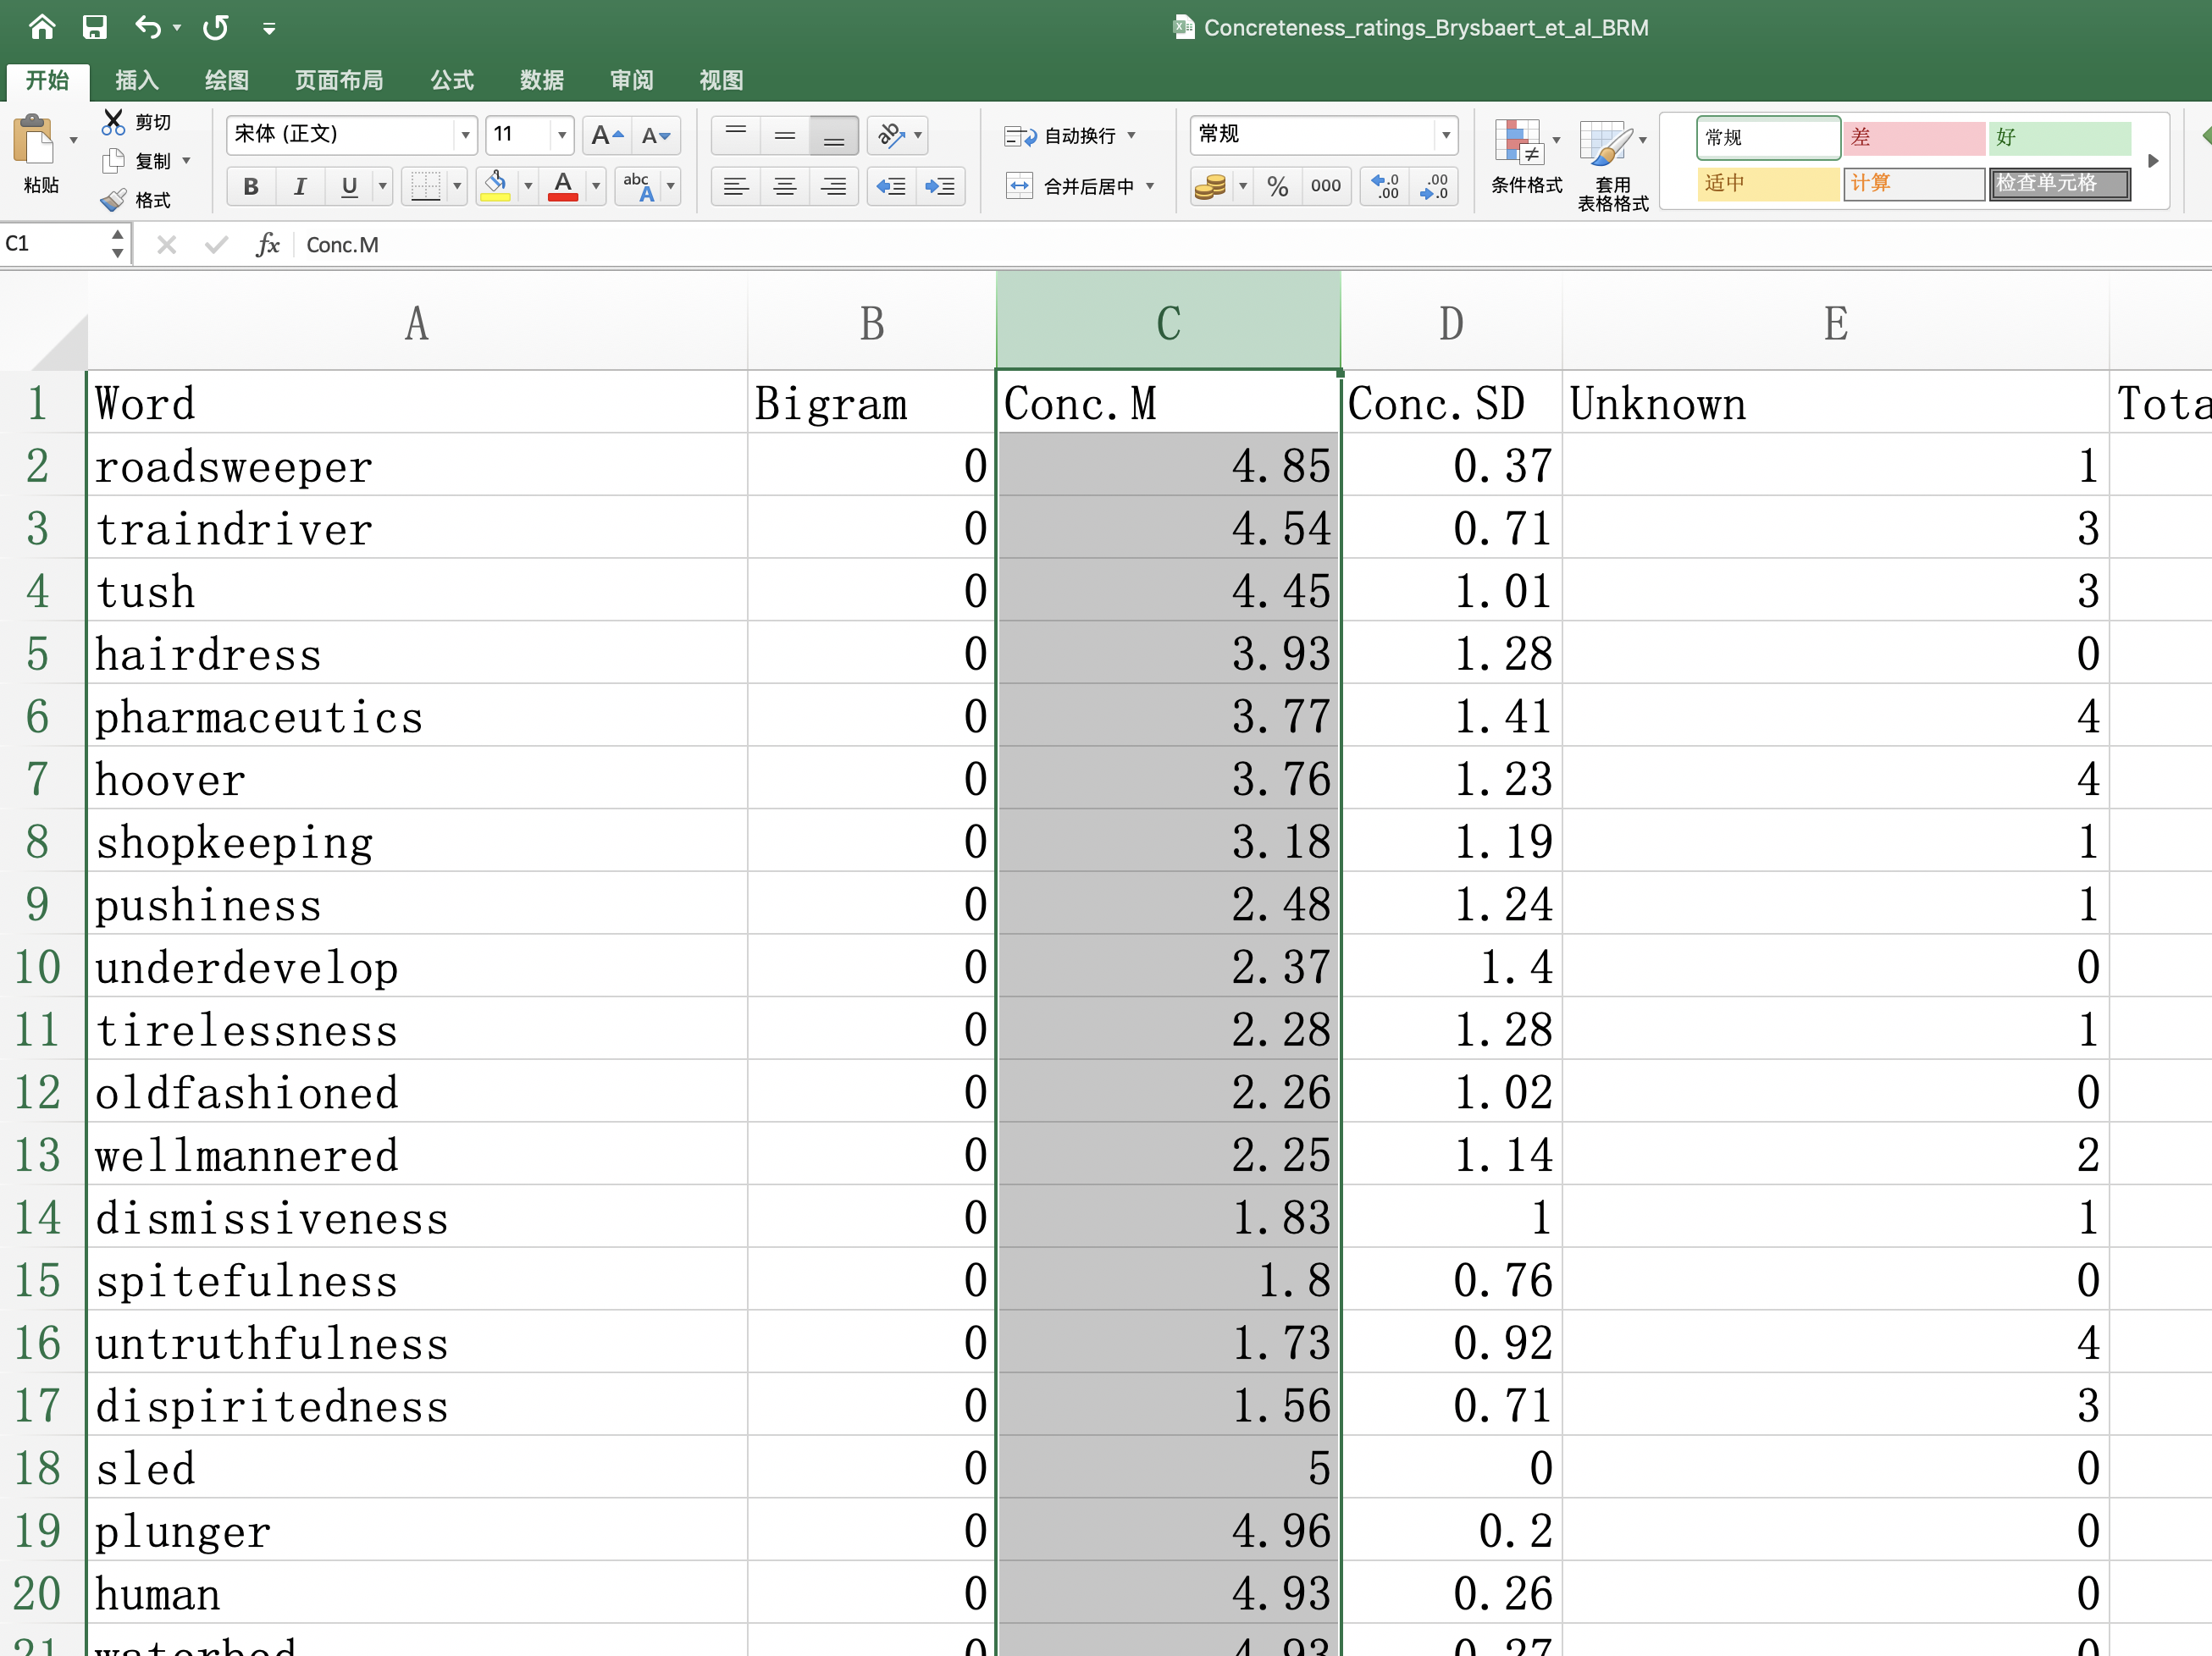 Concreteness_ratings_Brysbaert_et_al_BRM
开始 插入 绘图 页面布局 公式 数据 审阅 视图
粘贴 剪切 复制 格式
宋体 (正文) 11 A A
B I U A abc A
ab 自动换行
合并后居中
常规
% 000 .0 .00 .00 .0
条件格式 套用
表格格式
常规 差 好
适中 计算 检查单元格
C1 fx Conc.M
A B C D E
1 Word Bigram Conc.M Conc.SD Unknown Tota
2 roadsweeper 0 4.85 0.37 1
3 traindriver 0 4.54 0.71 3
4 tush 0 4.45 1.01 3
5 hairdress 0 3.93 1.28 0
6 pharmaceutics 0 3.77 1.41 4
7 hoover 0 3.76 1.23 4
8 shopkeeping 0 3.18 1.19 1
9 pushiness 0 2.48 1.24 1
10 underdevelop 0 2.37 1.4 0
11 tirelessness 0 2.28 1.28 1
12 oldfashioned 0 2.26 1.02 0
13 wellmannered 0 2.25 1.14 2
14 dismissiveness 0 1.83 1 1
15 spitefulness 0 1.8 0.76 0
16 untruthfulness 0 1.73 0.92 4
17 dispiritedness 0 1.56 0.71 3
18 sled 0 5 0 0
19 plunger 0 4.96 0.2 0
20 human 0 4.93 0.26 0
21 waterbed 0 4.93 0.27 0